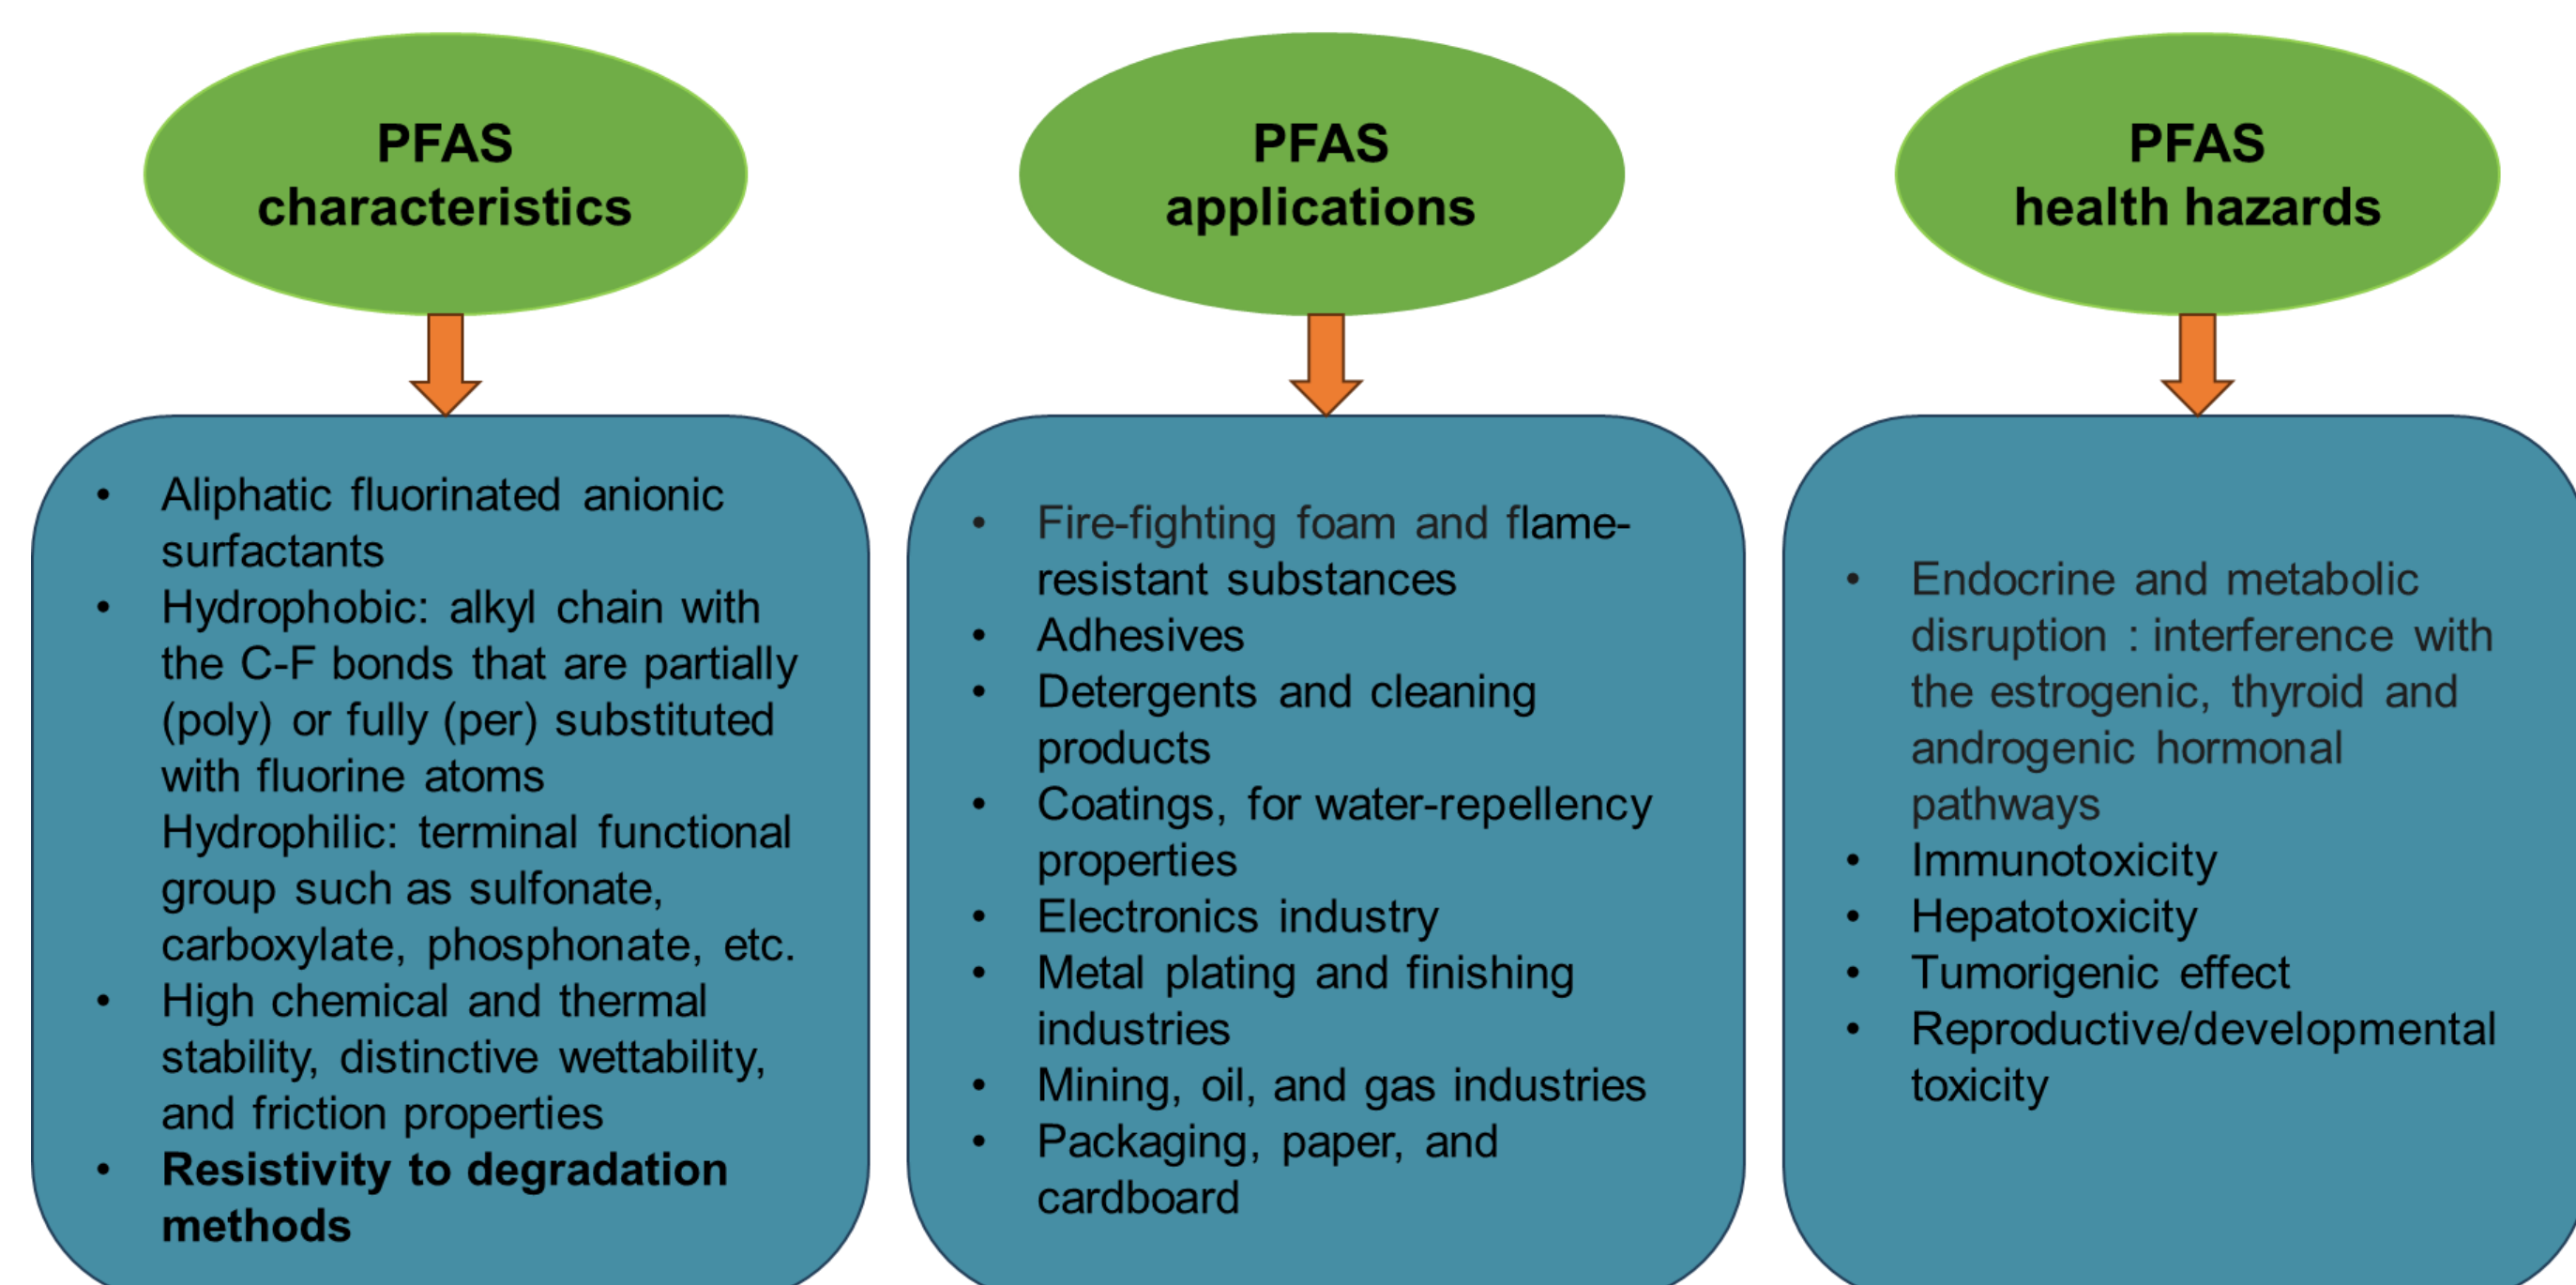 PFAS
characteristics
• Aliphatic fluorinated anionic
surfactants
• Hydrophobic: alkyl chain with
the C-F bonds that are partially
(poly) or fully (per) substituted
with fluorine atoms
Hydrophilic: terminal functional
group such as sulfonate,
carboxylate, phosphonate, etc.
• High chemical and thermal
stability, distinctive wettability,
and friction properties
• Resistivity to degradation
methods
PFAS
applications
• Fire-fighting foam and flame-
resistant substances
• Adhesives
• Detergents and cleaning
products
• Coatings, for water-repellency
properties
• Electronics industry
• Metal plating and finishing
industries
• Mining, oil, and gas industries
• Packaging, paper, and
cardboard
PFAS
health hazards
• Endocrine and metabolic
disruption : interference with
the estrogenic, thyroid and
androgenic hormonal
pathways
• Immunotoxicity
• Hepatotoxicity
• Tumorigenic effect
• Reproductive/developmental
toxicity